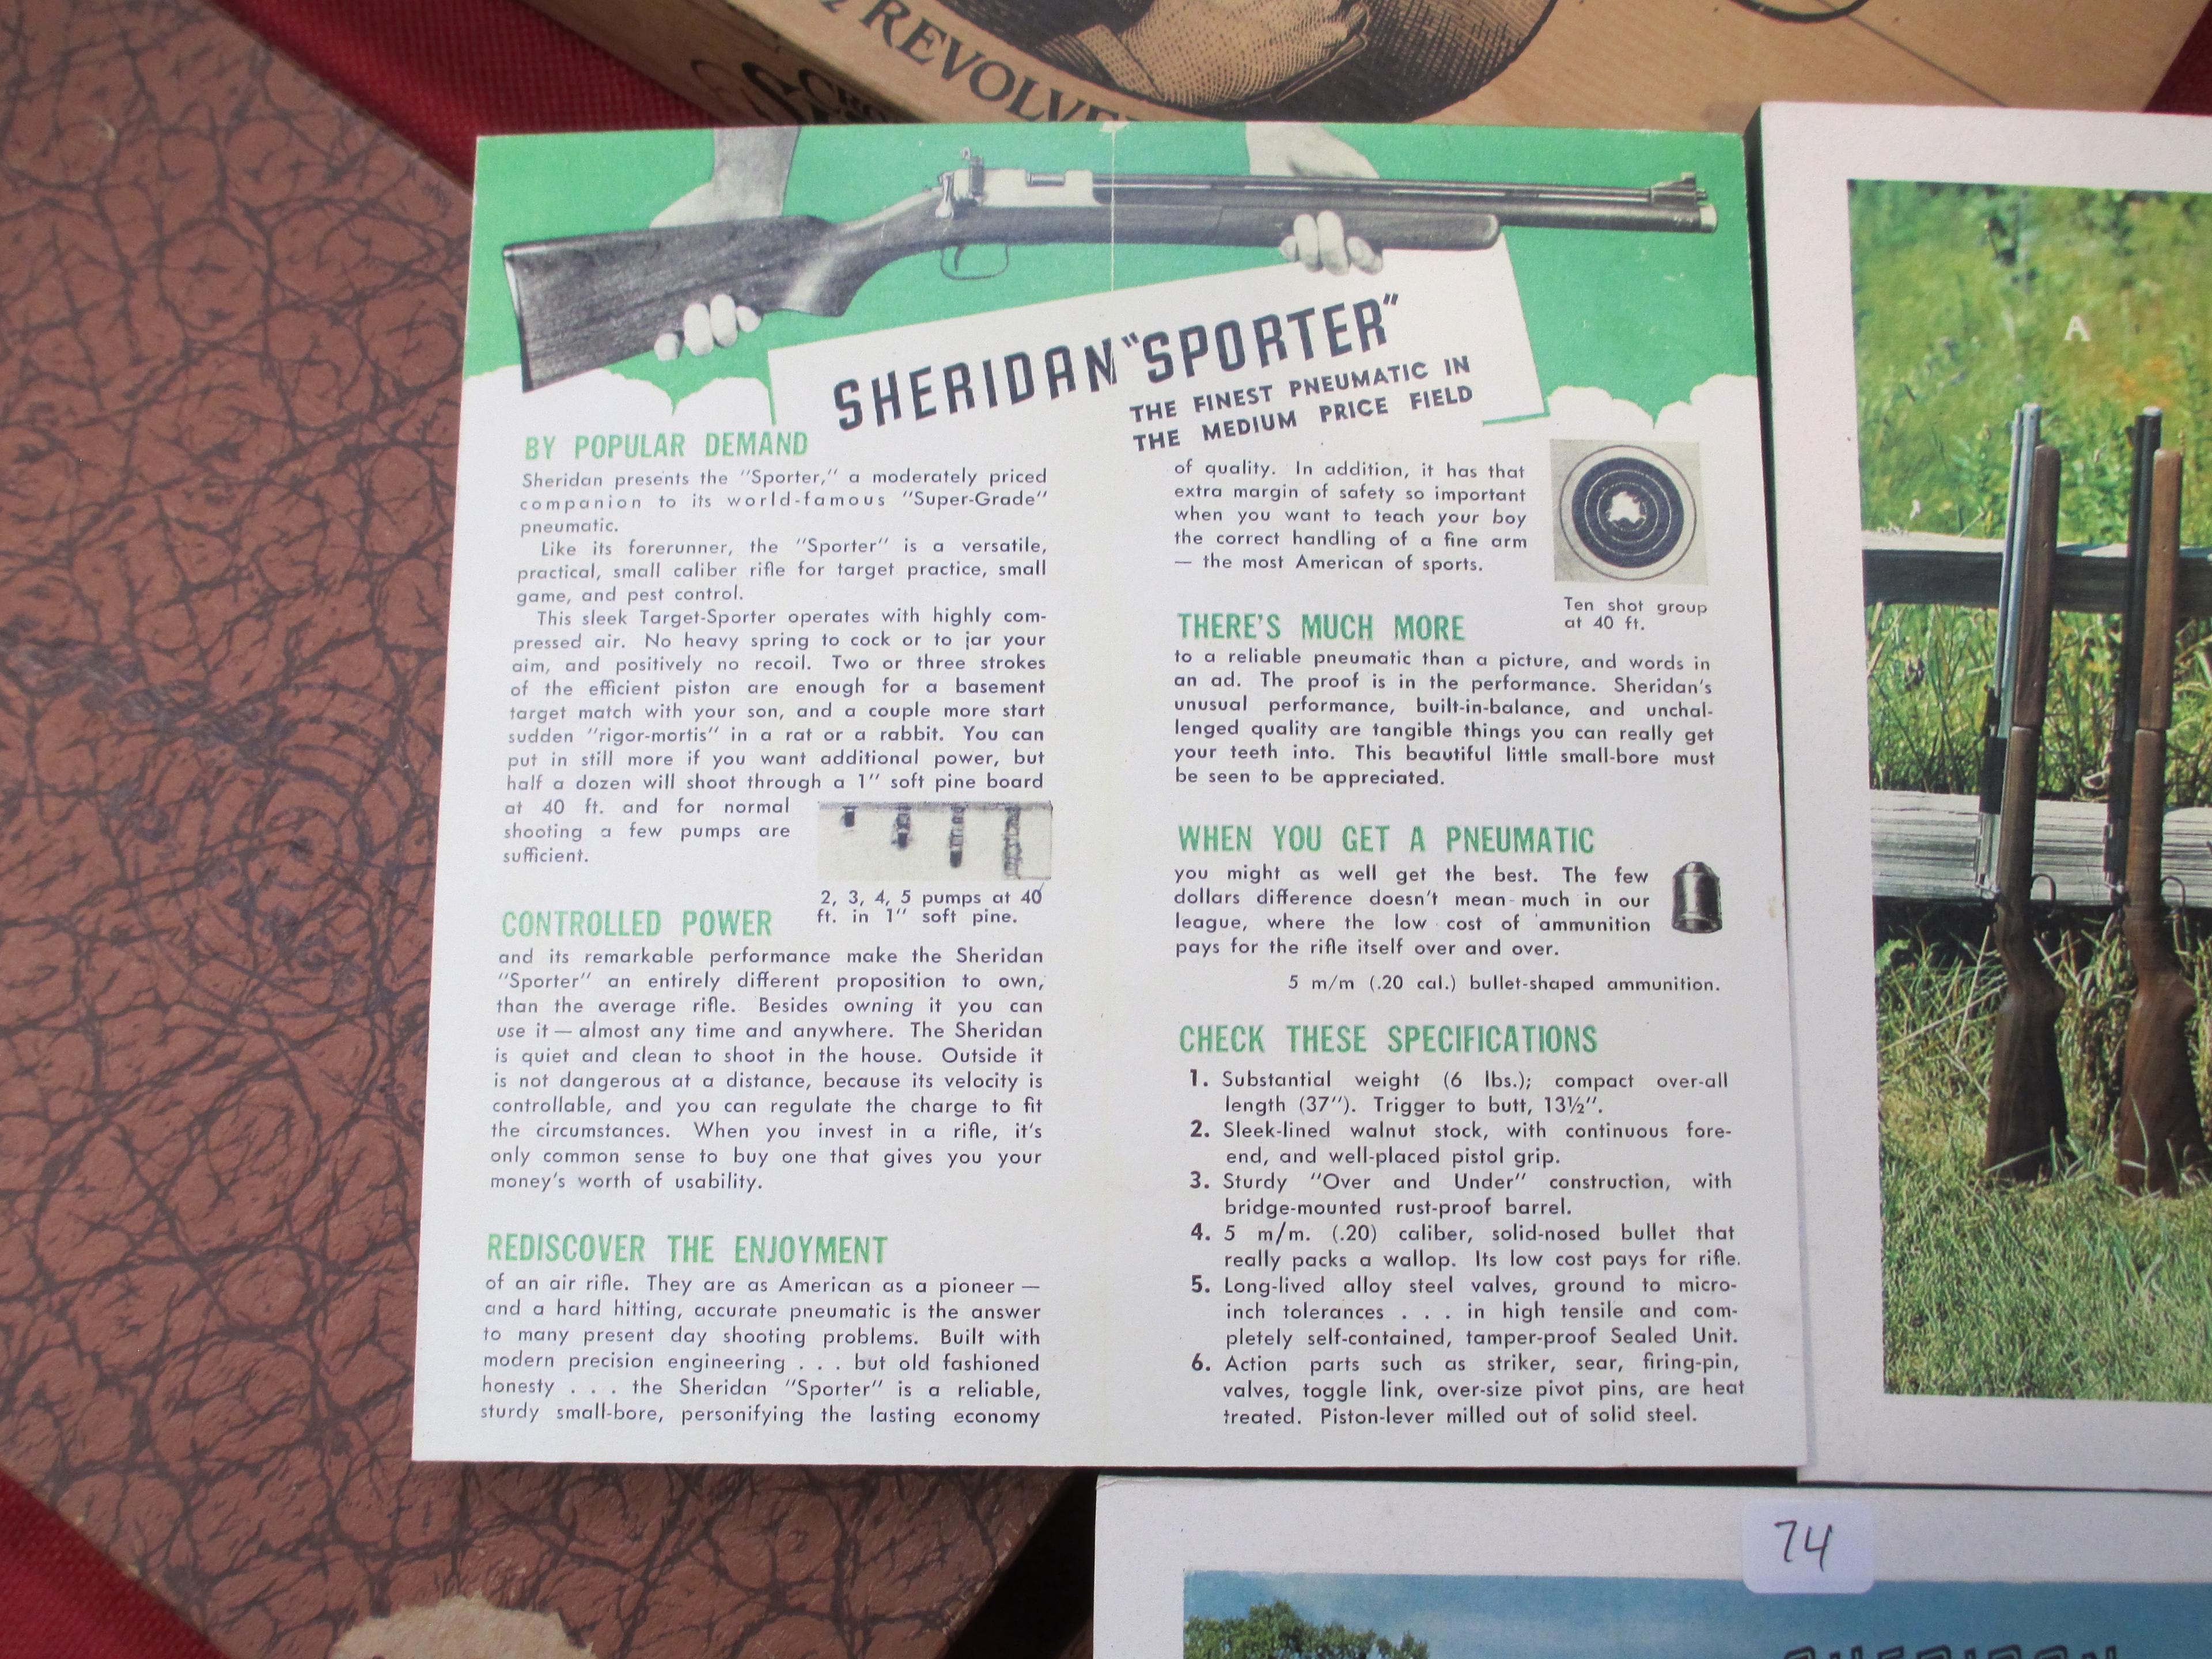 REVOLVE
SHERIDAN "SPORTER"
THE FINEST PNEUMATIC IN
THE MEDIUM PRICE FIELD
BY POPULAR DEMAND
Sheridan presents the "Sporter," a moderately priced
companion to its world-famous "Super-Grade"
pneumatic.
Like its forerunner, the "Sporter" is a versatile,
practical, small caliber rifle for target practice, small
game, and pest control.
This sleek Target-Sporter operates with highly com-
pressed air. No heavy spring to cock or to jar your
aim, and positively no recoil. Two or three strokes
of the efficient piston are enough for a basement
target match with your son, and a couple more start
sudden "rigor-mortis" in a rat or a rabbit. You can
put in still more if you want additional power, but
half a dozen will shoot through a 1" soft pine board
at 40 ft. and for normal
shooting a few pumps are
sufficient.
2, 3, 4, 5 pumps at 40
ft. in 1" soft pine.
CONTROLLED POWER
and its remarkable performance make the Sheridan
"Sporter" an entirely different proposition to own,
than the average rifle. Besides owning it you can
use it — almost any time and anywhere. The Sheridan
is quiet and clean to shoot in the house. Outside it
is not dangerous at a distance, because its velocity is
controllable, and you can regulate the charge to fit
the circumstances. When you invest in a rifle, it's
only common sense to buy one that gives you your
money's worth of usability.
REDISCOVER THE ENJOYMENT
of an air rifle. They are as American as a pioneer —
and a hard hitting, accurate pneumatic is the answer
to many present day shooting problems. Built with
modern precision engineering . . . but old fashioned
honesty . . . the Sheridan "Sporter" is a reliable,
sturdy small-bore, personifying the lasting economy
of quality. In addition, it has that
extra margin of safety so important
when you want to teach your boy
the correct handling of a fine arm
— the most American of sports.
Ten shot group
at 40 ft.
THERE'S MUCH MORE
to a reliable pneumatic than a picture, and words in
an ad. The proof is in the performance. Sheridan's
unusual performance, built-in-balance, and unchal-
lenged quality are tangible things you can really get
your teeth into. This beautiful little small-bore must
be seen to be appreciated.
WHEN YOU GET A PNEUMATIC
you might as well get the best. The few
dollars difference doesn't mean much in our
league, where the low cost of ammunition
pays for the rifle itself over and over.
5 m/m (.20 cal.) bullet-shaped ammunition.
CHECK THESE SPECIFICATIONS
1. Substantial weight (6 lbs.); compact over-all
length (37"). Trigger to butt, 13½".
2. Sleek-lined walnut stock, with continuous fore-
end, and well-placed pistol grip.
3. Sturdy "Over and Under" construction, with
bridge-mounted rust-proof barrel.
4. 5 m/m. (.20) caliber, solid-nosed bullet that
really packs a wallop. Its low cost pays for rifle.
5. Long-lived alloy steel valves, ground to micro-
inch tolerances . . . in high tensile and com-
pletely self-contained, tamper-proof Sealed Unit.
6. Action parts such as striker, sear, firing-pin,
valves, toggle link, over-size pivot pins, are heat
treated. Piston-lever milled out of solid steel.
A
74
SHERIDAN